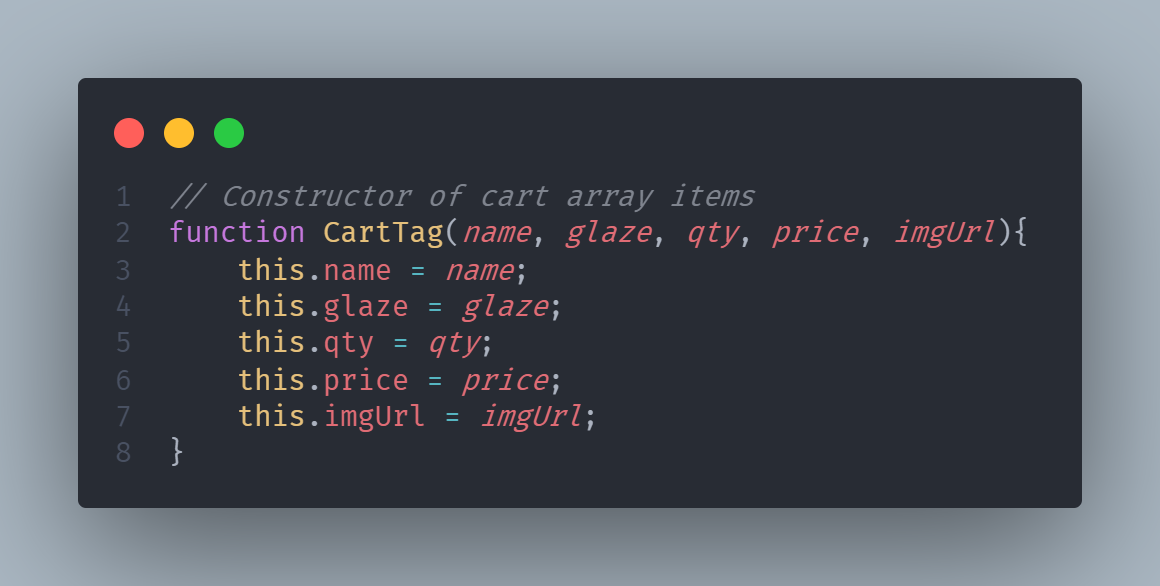 1 // Constructor of cart array items
2 function CartTag(name, glaze, qty, price, imgUrl){
3     this.name = name;
4     this.glaze = glaze;
5     this.qty = qty;
6     this.price = price;
7     this.imgUrl = imgUrl;
8 }